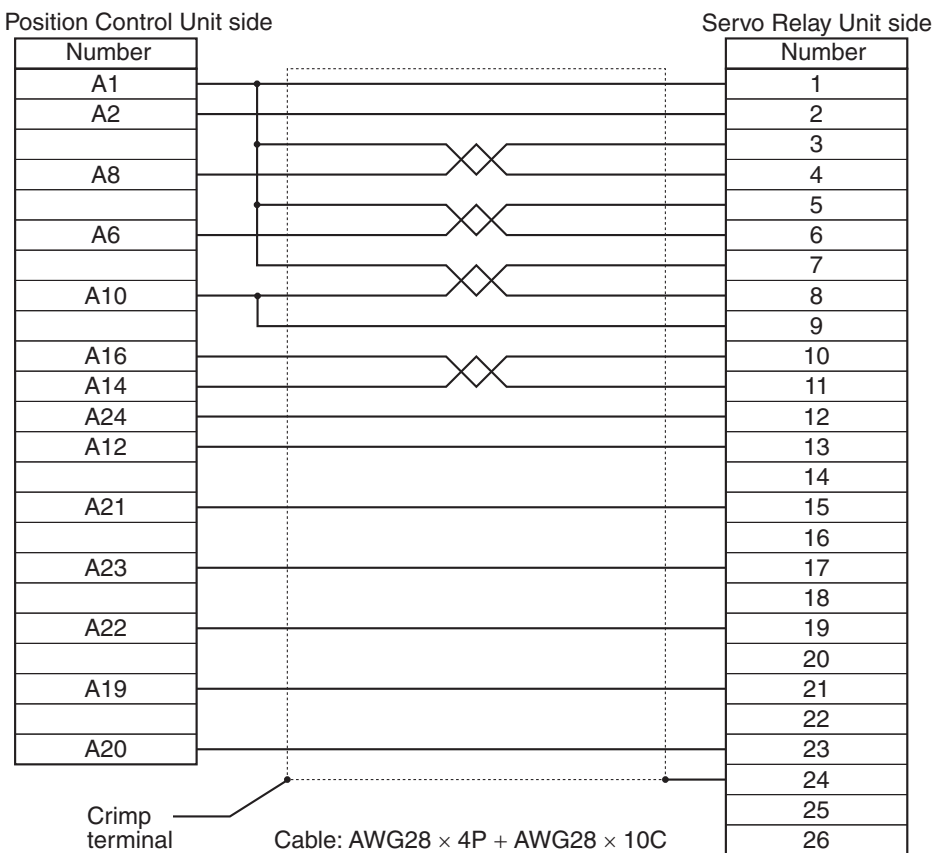 Position Control Unit side
Servo Relay Unit side
Number
Number
A1
1
A2
2
3
A8
4
5
A6
6
7
A10
8
9
A16
10
A14
11
A24
12
A12
13
14
A21
15
16
A23
17
18
A22
19
20
A19
21
22
A20
23
24
25
26
Crimp
terminal
Cable: AWG28 × 4P + AWG28 × 10C